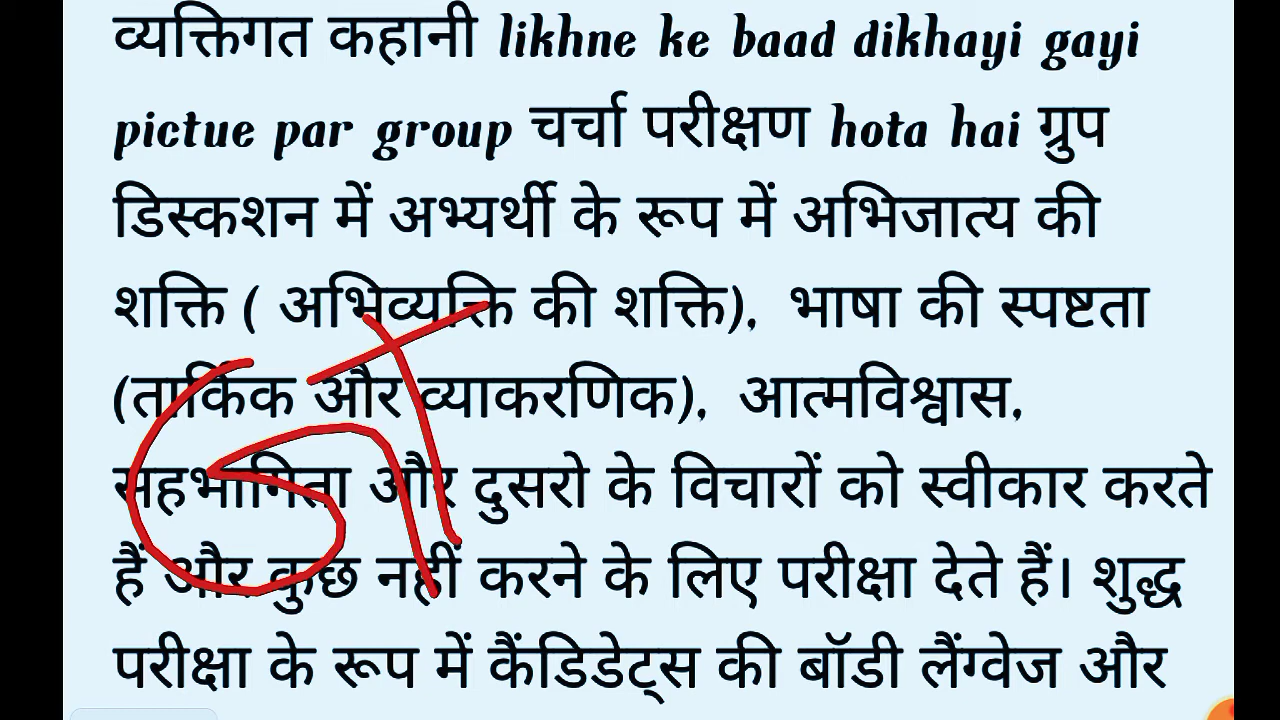 व्यक्तिगत कहानी likhne ke baad dikhayi gayi
pictue par group चर्चा परीक्षण hota hai ग्रुप
डिस्कशन में अभ्यर्थी के रूप में अभिजात्य की
शक्ति ( अभिव्यक्ति की शक्ति), भाषा की स्पष्टता
(तार्किक और व्याकरणिक), आत्मविश्वास,
सहभागिता और दुसरो के विचारों को स्वीकार करते
हैं और कुछ नहीं करने के लिए परीक्षा देते हैं। शुद्ध
परीक्षा के रूप में कैंडिडेट्स की बॉडी लैंग्वेज और